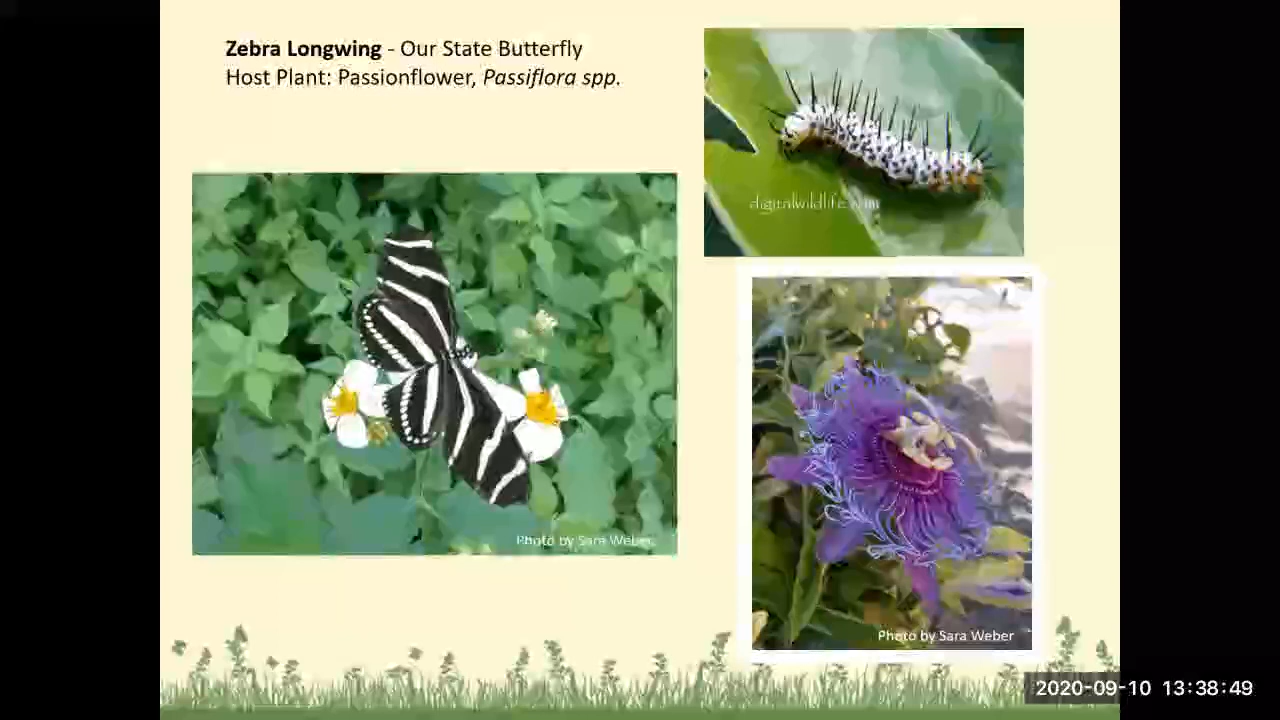 Zebra Longwing - Our State Butterfly
Host Plant: Passionflower, Passiflora spp.
digitalwildlife.com
Photo by Sara Weber
Photo by Sara Weber
2020-09-10 13:38:49